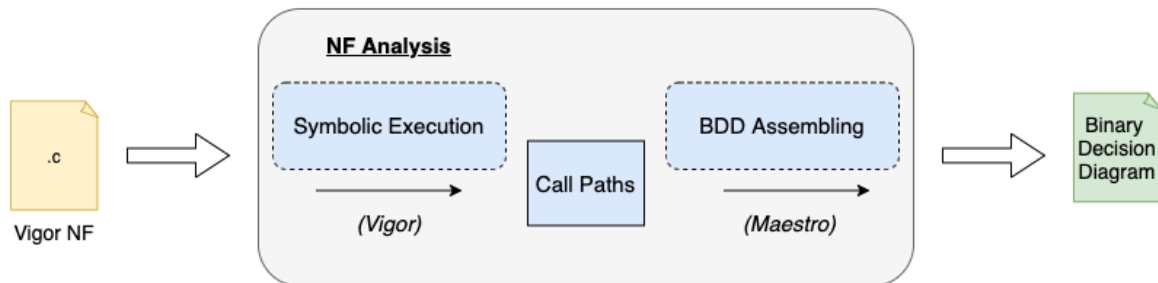 NF Analysis
.c
Vigor NF
Symbolic Execution
(Vigor)
Call Paths
BDD Assembling
(Maestro)
Binary
Decision
Diagram